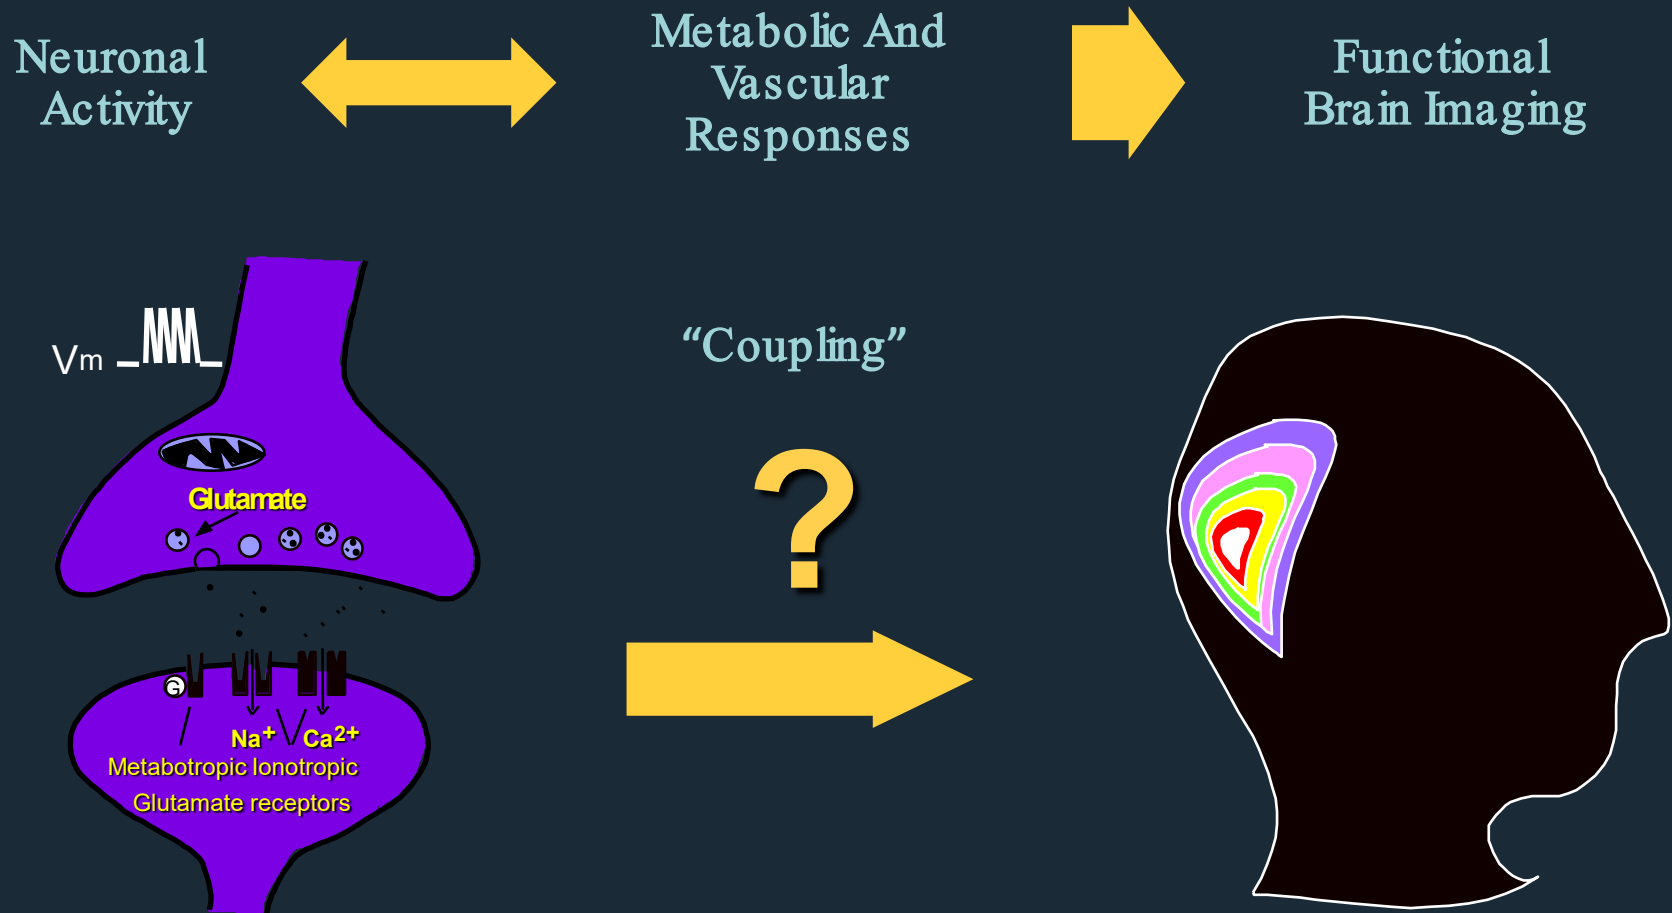 Neuronal
Activity
Metabolic And
Vascular
Responses
Functional
Brain Imaging
Vm
Glutamate
G
Na+ Ca2+
Metabotropic Ionotropic
Glutamate receptors
“Coupling”
?